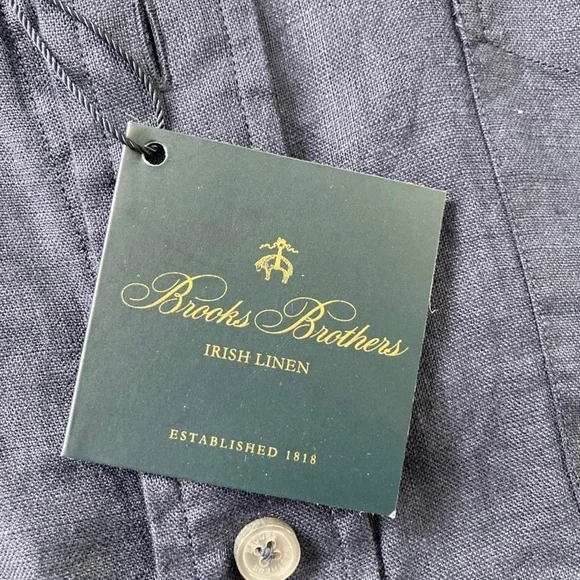 Brooks Brothers
IRISH LINEN
ESTABLISHED 1818